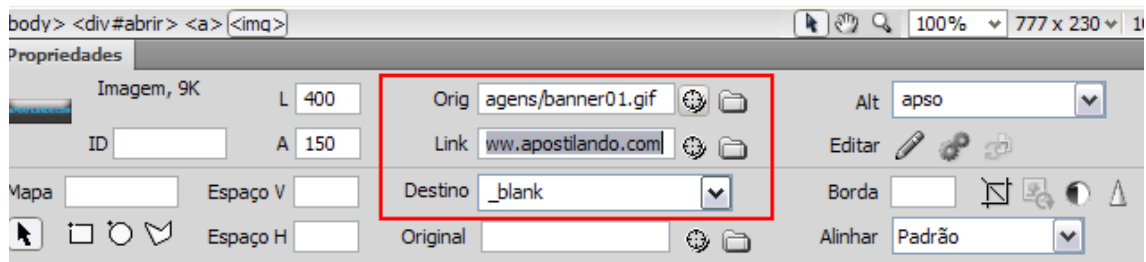 body> <div#abrir> <a> <img>
100% 777 x 230
Propriedades
Imagem, 9K
L 400
Orig agens/banner01.gif
Alt apso
ID
A 150
Link ww.apostilando.com
Editar
Mapa
Espaço V
Destino _blank
Borda
Espaço H
Original
Alinhar Padrão